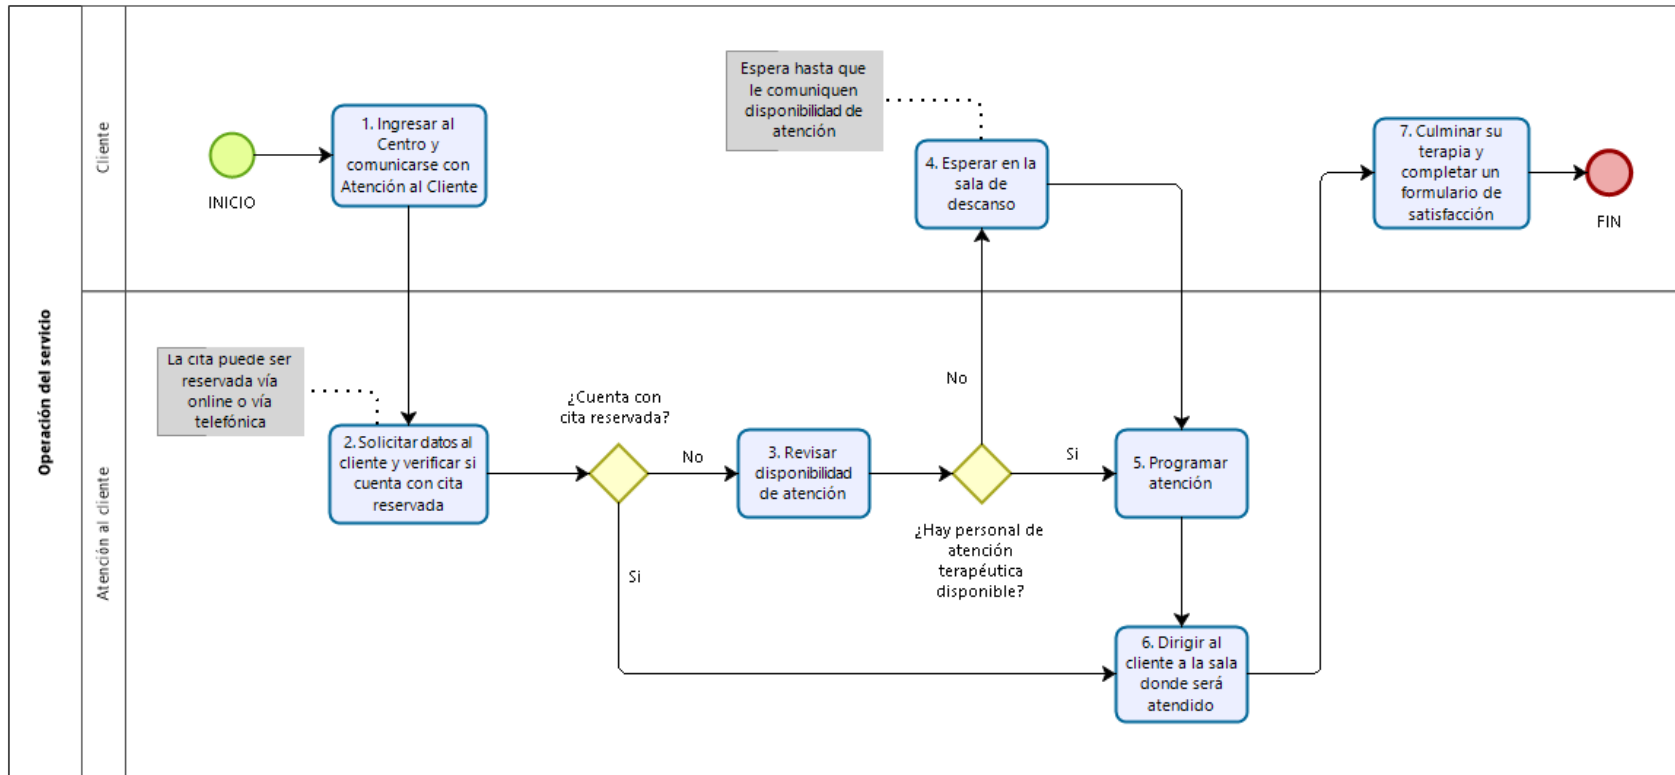 Operación del servicio
Cliente
INICIO
1. Ingresar al
Centro y
comunicarse con
Atención al Cliente
Espera hasta que
le comuniquen
disponibilidad de
atención
4. Esperar en la
sala de
descanso
7. Culminar su
terapia y
completar un
formulario de
satisfacción
FIN
Atención al cliente
La cita puede ser
reservada vía
online o vía
telefónica
2. Solicitar datos al
cliente y verificar si
cuenta con cita
reservada
¿Cuenta con
cita reservada?
No
Si
3. Revisar
disponibilidad
de atención
No
Si
¿Hay personal de
atención
terapéutica
disponible?
5. Programar
atención
6. Dirigir al
cliente a la sala
donde será
atendido